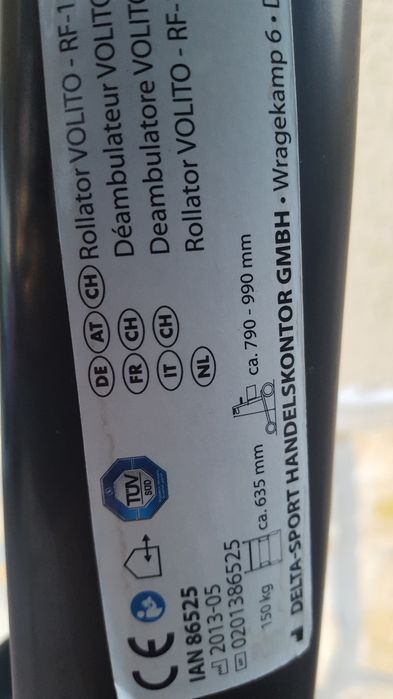 DE AT CH Rollator VOLITO - RF-1
FR CH Déambulateur VOLITO
IT CH Deambulatore VOLITO
NL Rollator VOLITO - RF-
CE
TÜV
SÜD
IAN 86525
2013-05
0201386525
150 kg ca. 635 mm ca. 790 - 990 mm
DELTA-SPORT HANDELSKONTOR GMBH • Wragekamp 6 • D